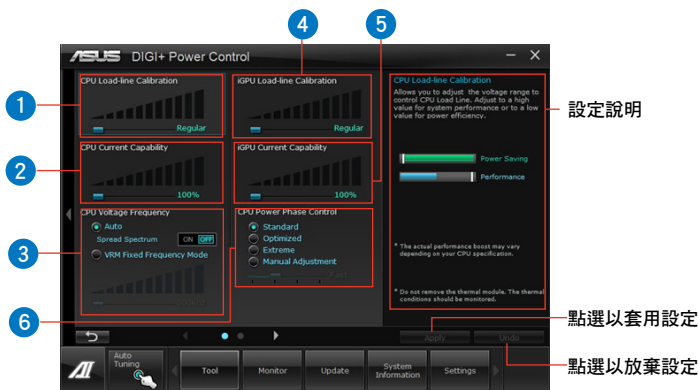 4
5
ASUS DIGI+ Power Control
1
CPU Load-line Calibration
Regular
iGPU Load-line Calibration
Regular
2
CPU Current Capability
100%
iGPU Current Capability
100%
3
CPU Voltage Frequency
Auto
Spread Spectrum
ON OFF
VRM Fixed Frequency Mode
6
CPU Power Phase Control
Standard
Optimized
Extreme
Manual Adjustment
Fast
CPU Load-line Calibration
Allows you to adjust the voltage range to
control CPU Load Line. Adjust to a high
value for system performance or to a low
value for power efficiency.
Power Saving
Performance
* The actual performance boost may vary
depending on your CPU specification.
* Do not remove the thermal module. The thermal
conditions should be monitored.
設定說明
Apply
Undo
點選以套用設定
點選以放棄設定
Auto
Tuning
Tool
Monitor
Update
System
Information
Settings